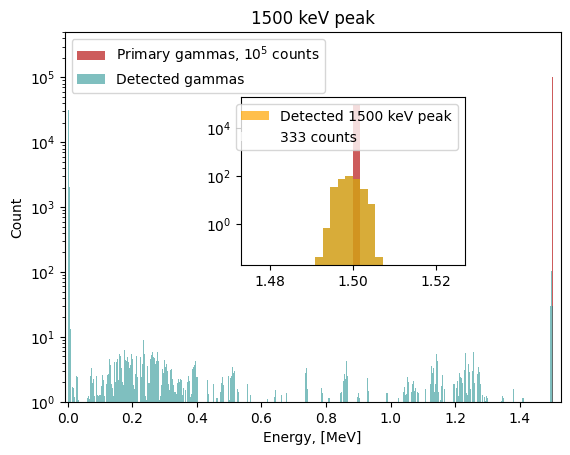 1500 keV peak
Primary gammas, 10⁵ counts
Detected gammas
Detected 1500 keV peak
333 counts
10⁴
10²
10⁰
1.48 1.50 1.52
10⁵
10⁴
10³
10²
10¹
10⁰
Count
0.0 0.2 0.4 0.6 0.8 1.0 1.2 1.4
Energy, [MeV]